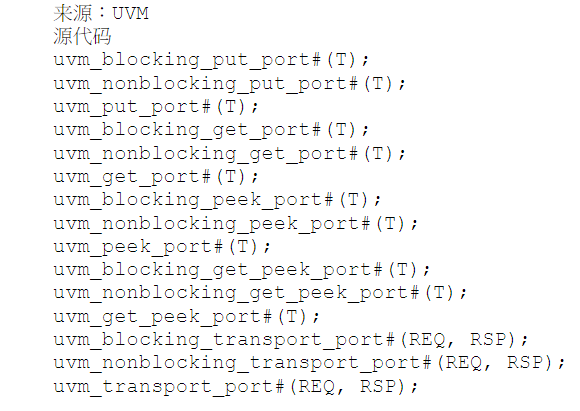 来源：UVM
源代码
uvm_blocking_put_port#(T);
uvm_nonblocking_put_port#(T);
uvm_put_port#(T);
uvm_blocking_get_port#(T);
uvm_nonblocking_get_port#(T);
uvm_get_port#(T);
uvm_blocking_peek_port#(T);
uvm_nonblocking_peek_port#(T);
uvm_peek_port#(T);
uvm_blocking_get_peek_port#(T);
uvm_nonblocking_get_peek_port#(T);
uvm_get_peek_port#(T);
uvm_blocking_transport_port#(REQ, RSP);
uvm_nonblocking_transport_port#(REQ, RSP);
uvm_transport_port#(REQ, RSP);